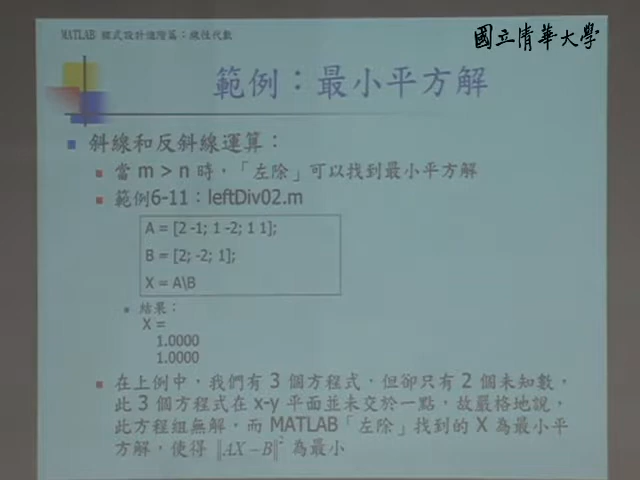 MATLAB 程式設計進階篇：線性代數
國立清華大學
範例：最小平方解
斜線和反斜線運算：
當 m > n 時，「左除」可以找到最小平方解
範例6-11：leftDiv02.m
A = [2 -1; 1 -2; 1 1];
B = [2; -2; 1];
X = A\B
結果：
X =
1.0000
1.0000
在上例中，我們有 3 個方程式，但卻只有 2 個未知數，
此 3 個方程式在 x-y 平面並未交於一點，故嚴格地說，
此方程組無解，而 MATLAB「左除」找到的 X 為最小平
方解，使得 ||AX－B||² 為最小